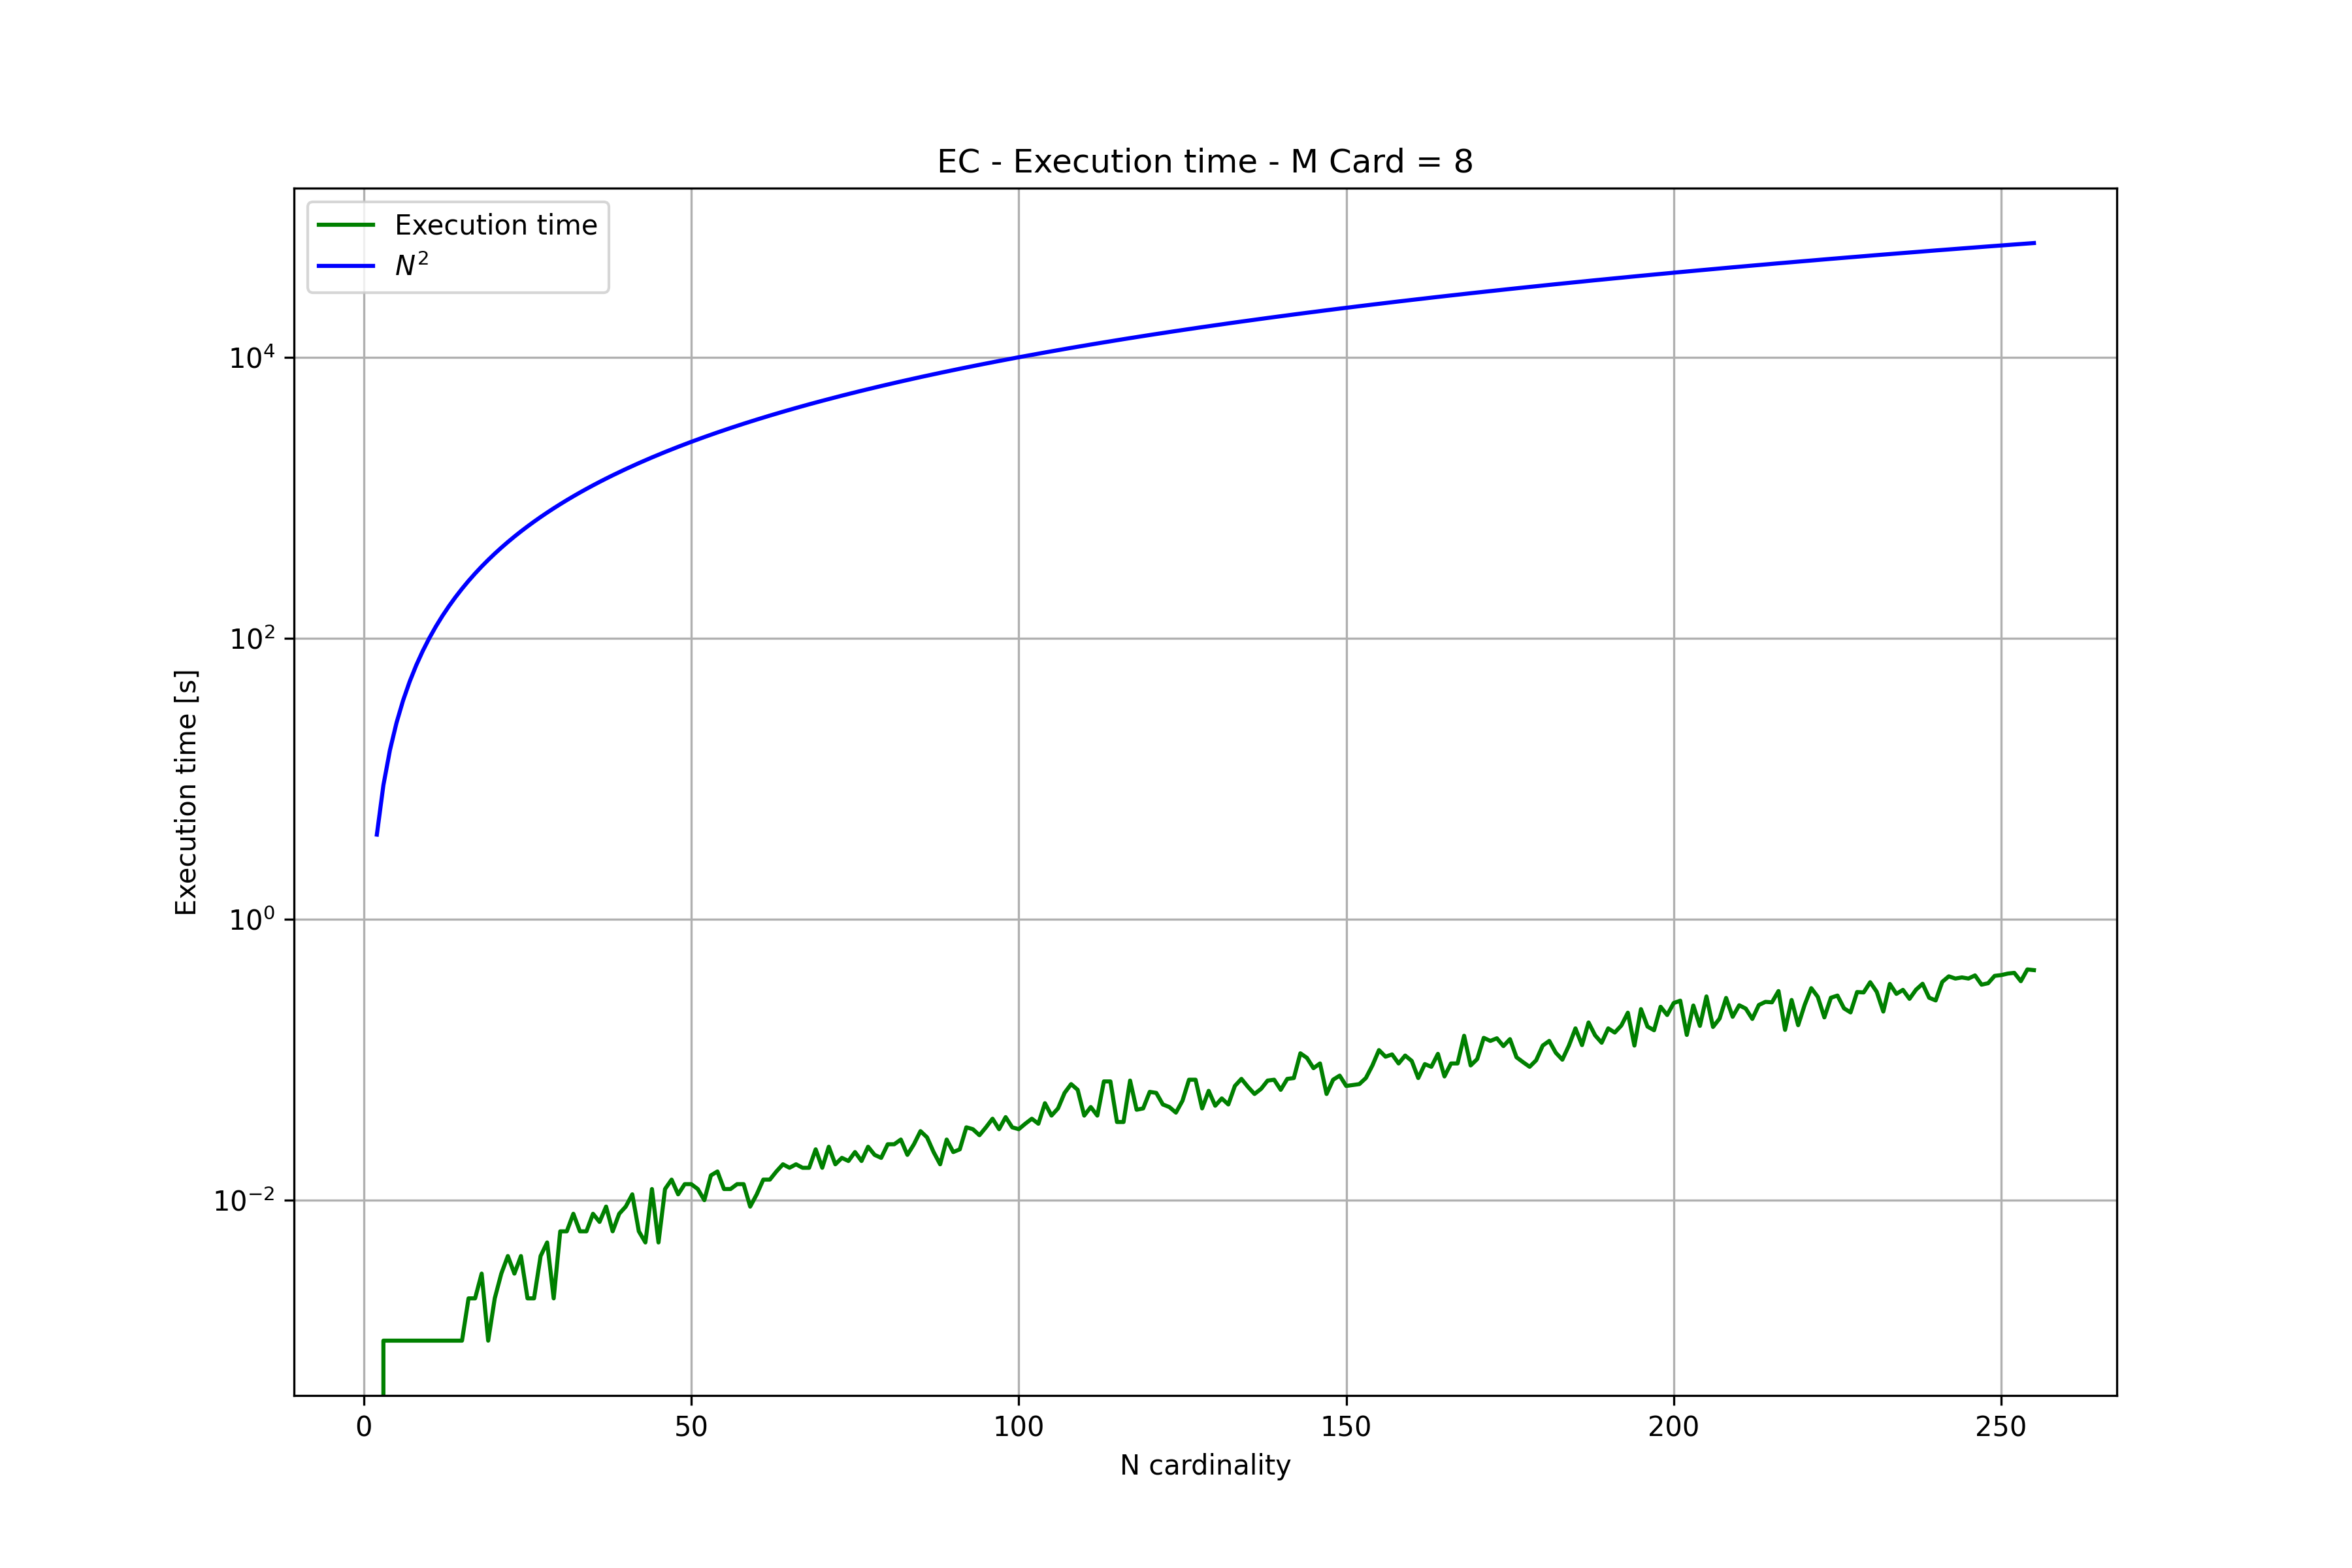 EC - Execution time - M Card = 8
Execution time
N²
10⁴
10²
10⁰
10⁻²
Execution time [s]
0 50 100 150 200 250
N cardinality